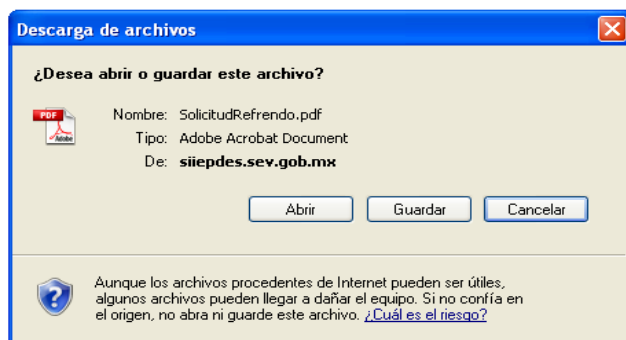 Descarga de archivos
¿Desea abrir o guardar este archivo?
PDF
Adobe
Nombre: SolicitudRefrendo.pdf
Tipo: Adobe Acrobat Document
De: siiepdes.sev.gob.mx
Abrir Guardar Cancelar
Aunque los archivos procedentes de Internet pueden ser útiles,
algunos archivos pueden llegar a dañar el equipo. Si no confía en
el origen, no abra ni guarde este archivo. ¿Cuál es el riesgo?